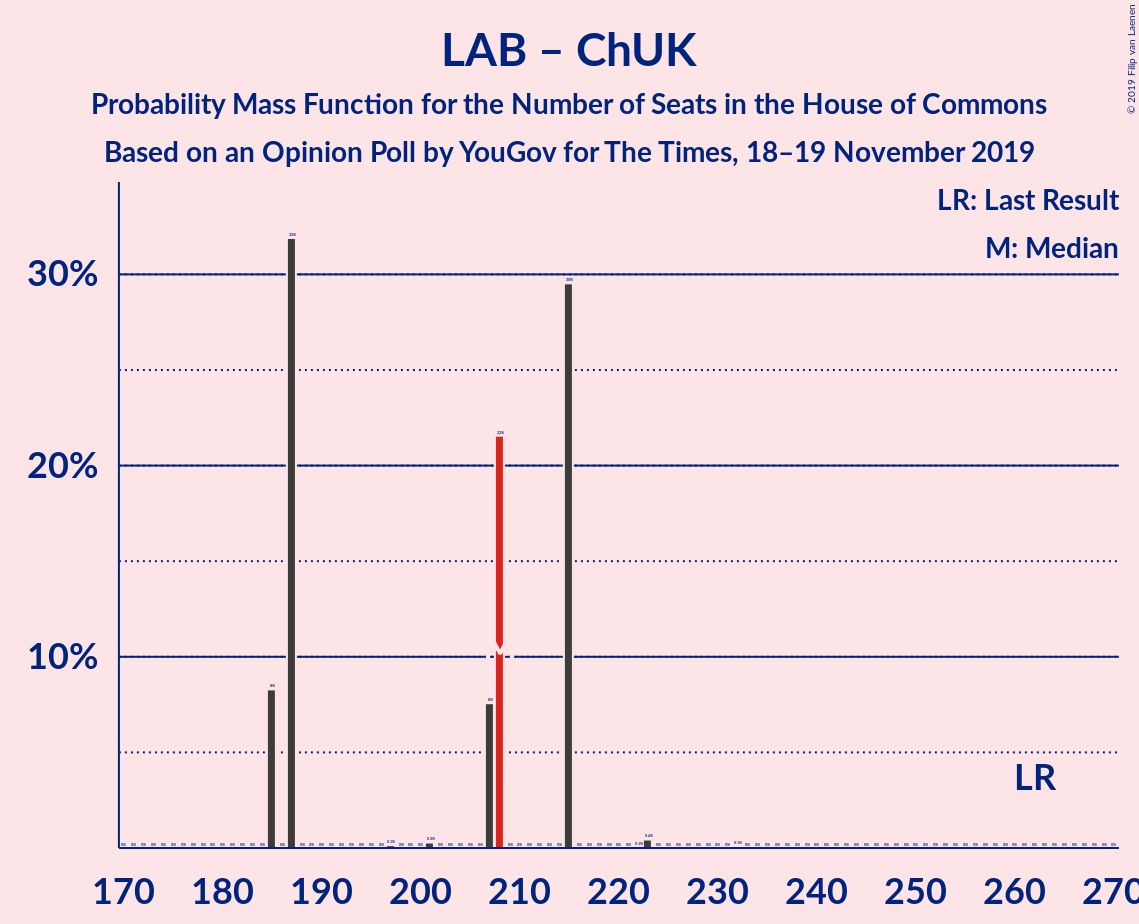 LAB – ChUK
Probability Mass Function for the Number of Seats in the House of Commons
Based on an Opinion Poll by YouGov for The Times, 18–19 November 2019
© 2019 Filip van Laenen
LR: Last Result
M: Median
30%
20%
10%
M
LR
170 180 190 200 210 220 230 240 250 260 270